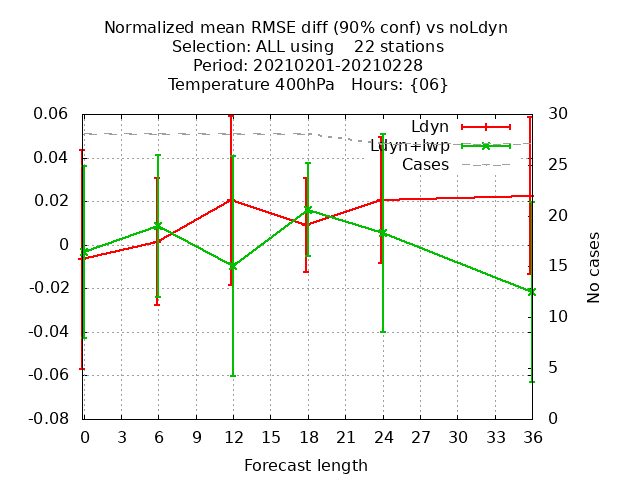 Normalized mean RMSE diff (90% conf) vs noLdyn
Selection: ALL using 22 stations
Period: 20210201-20210228
Temperature 400hPa Hours: {06}
0.06
0.04
0.02
0
-0.02
-0.04
-0.06
-0.08
30
25
20
15
10
5
0
Ldyn
Ldyn+lwp
Cases
No cases
0 3 6 9 12 15 18 21 24 27 30 33 36
Forecast length